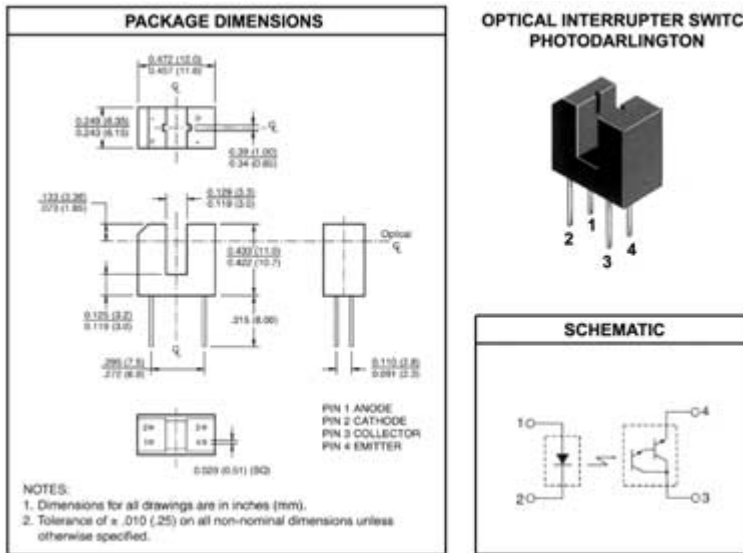 PACKAGE DIMENSIONS
0.472 (12.0)
0.457 (11.6)
0.249 (6.35)
0.243 (6.15)
0.39 (1.00)
0.34 (0.85)
0.129 (3.3)
0.119 (3.0)
.133 (3.38)
.073 (1.85)
Optical
0.433 (11.0)
0.422 (10.7)
0.125 (3.2)
0.119 (3.0)
.315 (8.00)
.295 (7.5)
.272 (6.9)
0.110 (2.8)
0.091 (2.3)
PIN 1 ANODE
PIN 2 CATHODE
PIN 3 COLLECTOR
PIN 4 EMITTER
0.020 (0.51) (SQ)
NOTES:
1. Dimensions for all drawings are in inches (mm).
2. Tolerance of ± .010 (.25) on all non-nominal dimensions unless
otherwise specified.
OPTICAL INTERRUPTER SWITC
PHOTODARLINGTON
2
1
3
4
SCHEMATIC
1
4
2
3